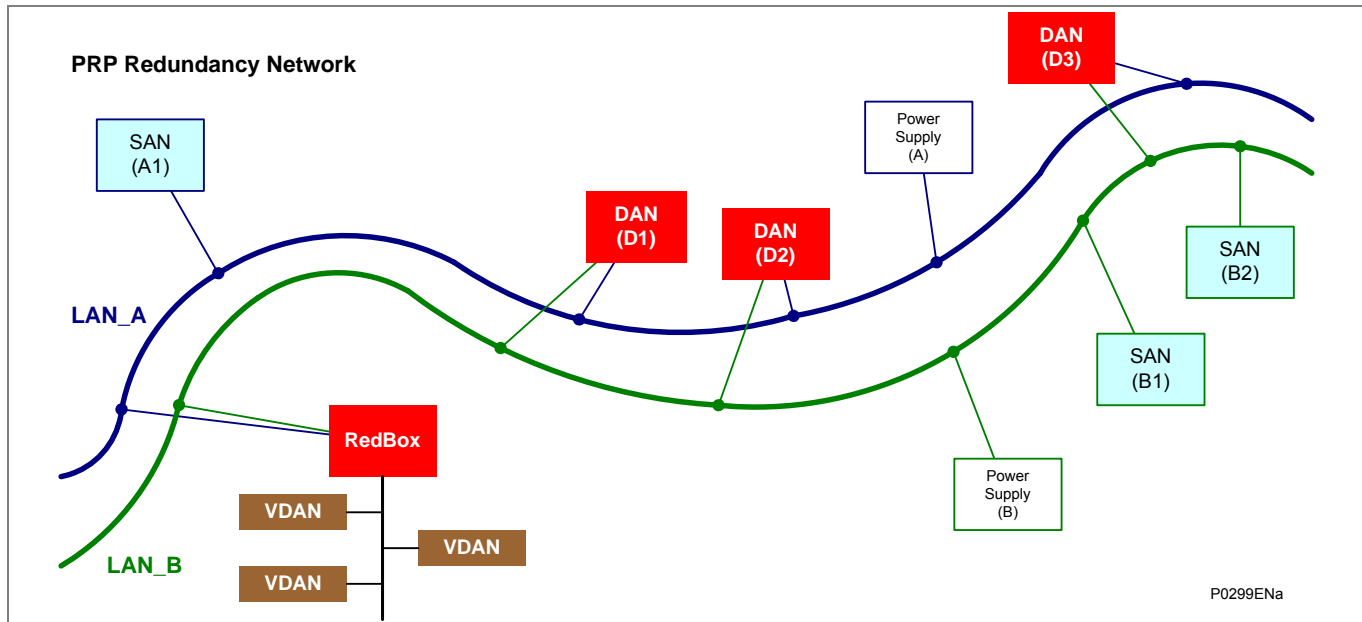 PRP Redundancy Network
DAN
(D3)
SAN
(A1)
Power
Supply
(A)
DAN
(D1)
DAN
(D2)
SAN
(B2)
LAN_A
SAN
(B1)
RedBox
Power
Supply
(B)
VDAN
VDAN
VDAN
LAN_B
P0299ENa